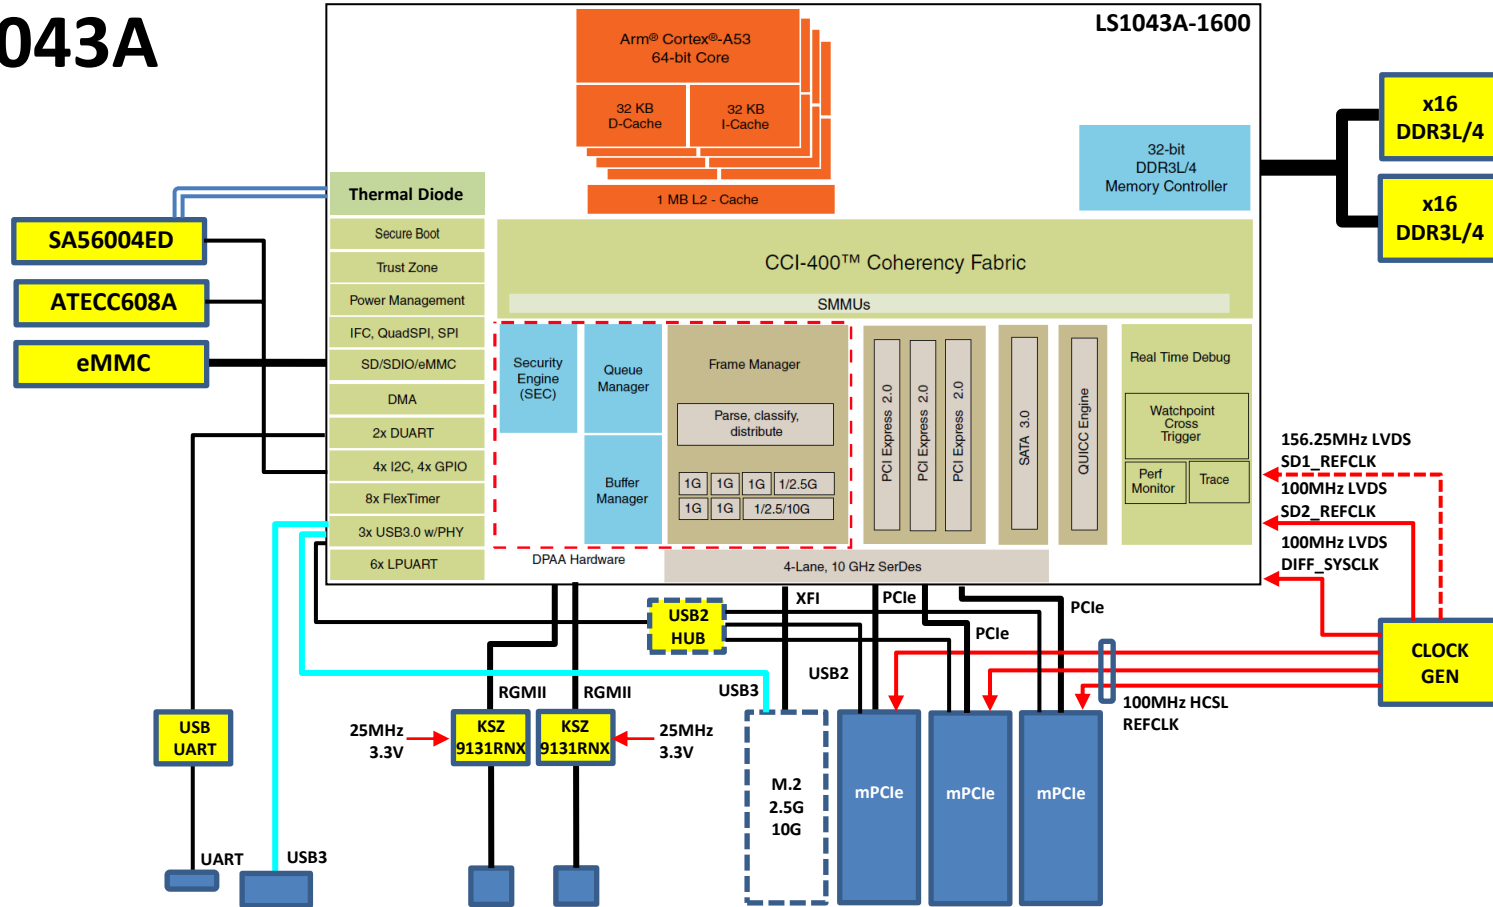 043A
LS1043A-1600
Arm® Cortex®-A53
64-bit Core
32 KB
D-Cache
32 KB
I-Cache
1 MB L2 - Cache
32-bit
DDR3L/4
Memory Controller
x16
DDR3L/4
x16
DDR3L/4
Thermal Diode
Secure Boot
Trust Zone
Power Management
IFC, QuadSPI, SPI
SD/SDIO/eMMC
DMA
2x DUART
4x I2C, 4x GPIO
8x FlexTimer
3x USB3.0 w/PHY
6x LPUART
SA56004ED
ATECC608A
eMMC
CCI-400™ Coherency Fabric
SMMUs
Security
Engine
(SEC)
Queue
Manager
Buffer
Manager
Frame Manager
Parse, classify,
distribute
1G
1G
1G
1/2.5G
1G
1G
1/2.5/10G
DPAA Hardware
PCI Express 2.0
PCI Express 2.0
PCI Express 2.0
SATA 3.0
QUICC Engine
Real Time Debug
Watchpoint
Cross
Trigger
Perf
Monitor
Trace
4-Lane, 10 GHz SerDes
156.25MHz LVDS
SD1_REFCLK
100MHz LVDS
SD2_REFCLK
100MHz LVDS
DIFF_SYSCLK
CLOCK
GEN
100MHz HCSL
REFCLK
XFI
PCIe
PCIe
PCIe
USB2
HUB
USB2
USB3
RGMII
RGMII
KSZ
9131RNX
KSZ
9131RNX
25MHz
3.3V
25MHz
3.3V
USB
UART
UART
USB3
M.2
2.5G
10G
mPCIe
mPCIe
mPCIe